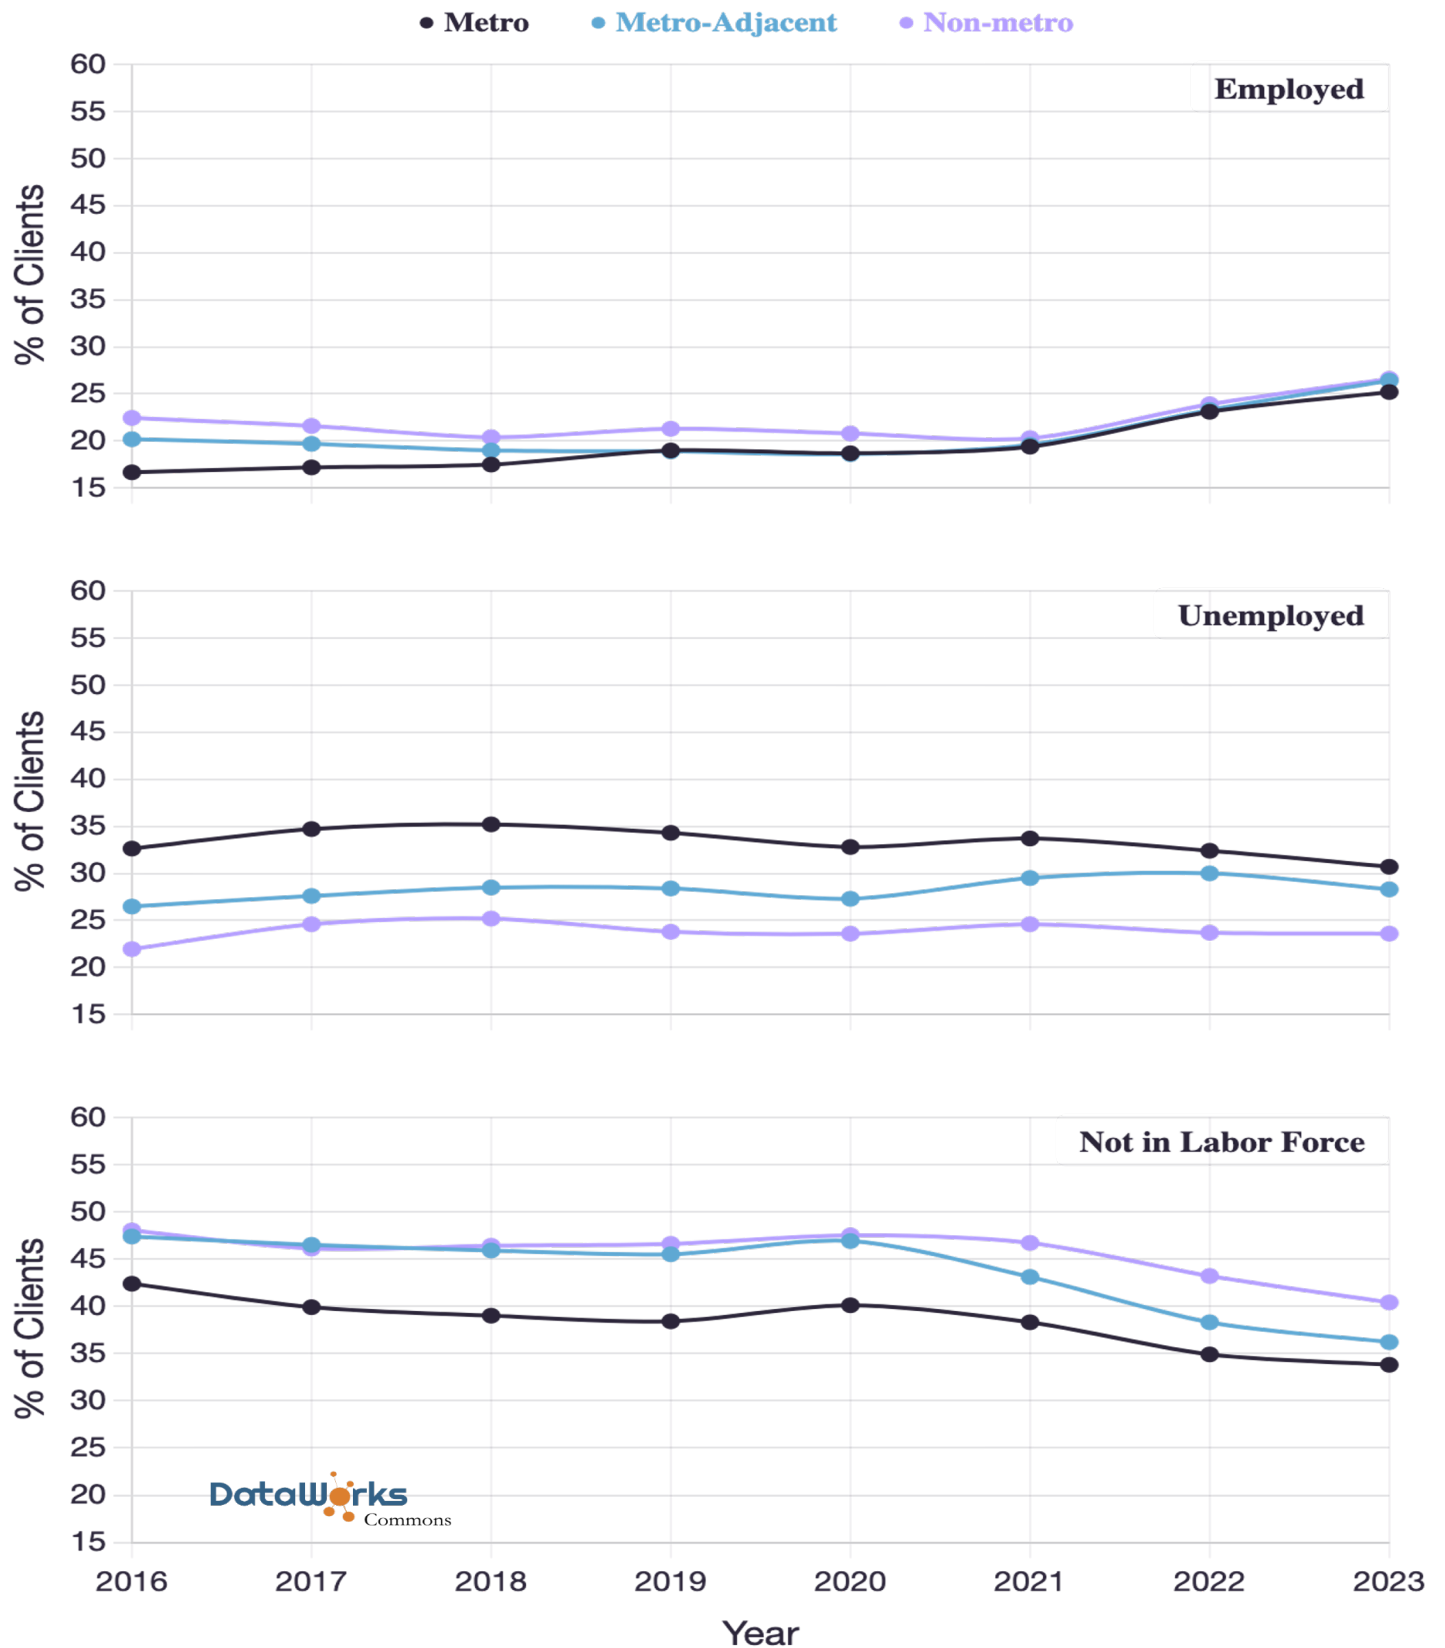 Metro Metro-Adjacent Non-metro
Employed
% of Clients
60
55
50
45
40
35
30
25
20
15
Unemployed
% of Clients
60
55
50
45
40
35
30
25
20
15
Not in Labor Force
% of Clients
60
55
50
45
40
35
30
25
20
15
DataWorks
Commons
2016 2017 2018 2019 2020 2021 2022 2023
Year